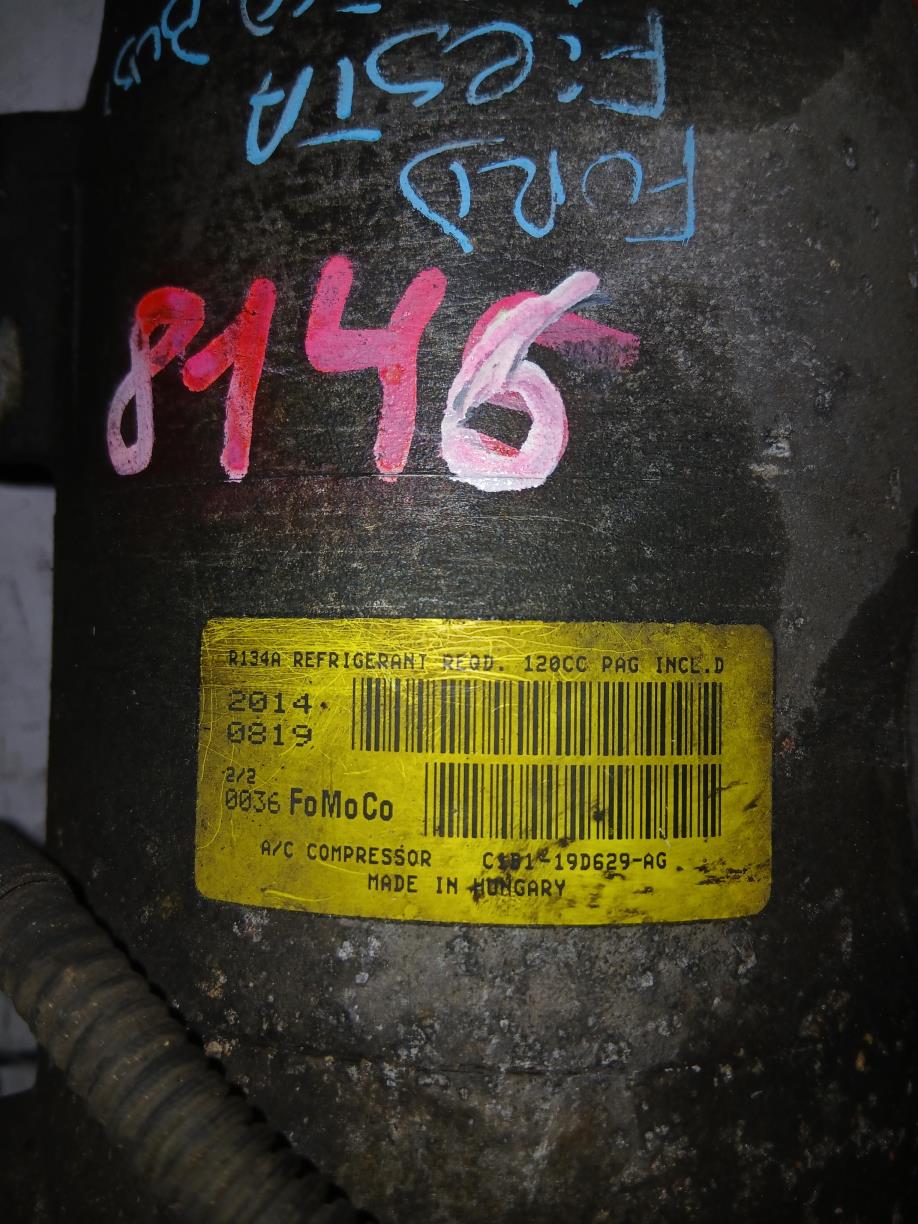 FORD
FiESTA
8146
R134A REFRIGERANT REQD. 120CC PAG INCL.D
2014
0819
2/2
0036 FoMoCo
A/C COMPRESSOR C1B1-19D629-AG
MADE IN HUNGARY